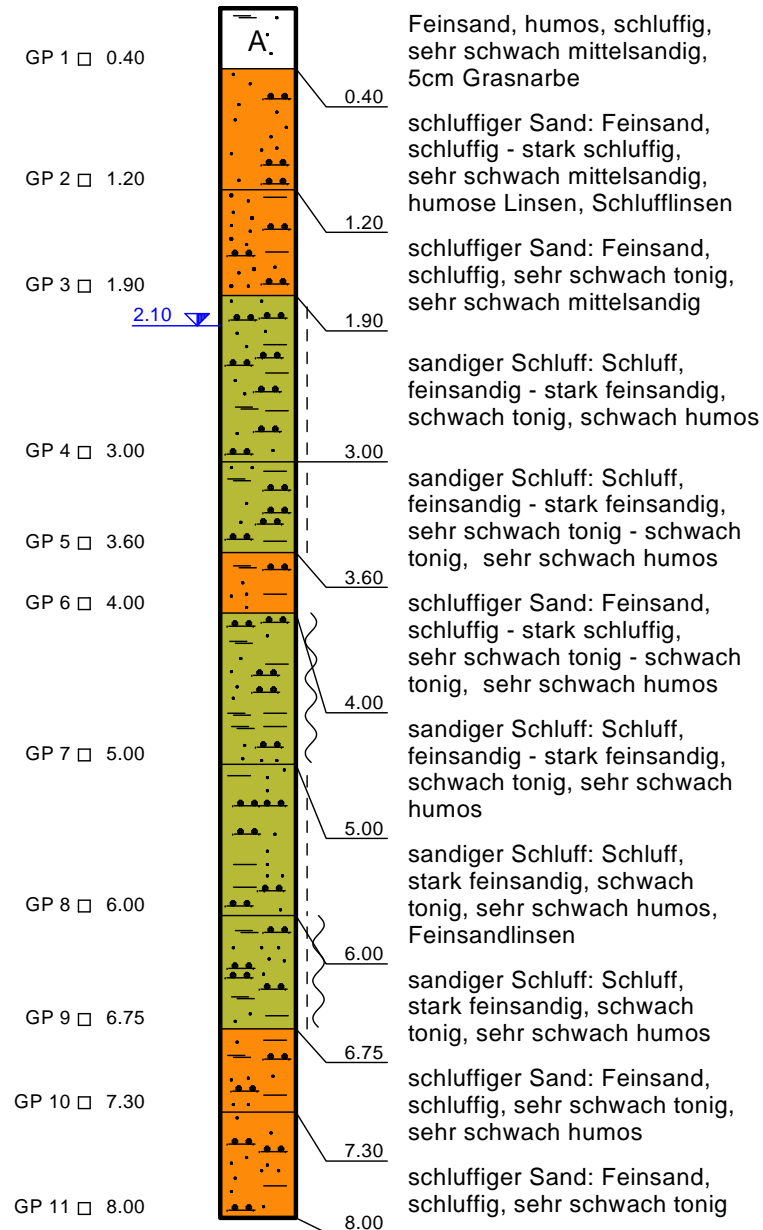 A
Feinsand, humos, schluffig,
sehr schwach mittelsandig,
5cm Grasnarbe
GP 1 0.40
0.40
schluffiger Sand: Feinsand,
schluffig - stark schluffig,
sehr schwach mittelsandig,
humose Linsen, Schlufflinsen
GP 2 1.20
1.20
schluffiger Sand: Feinsand,
schluffig, sehr schwach tonig,
sehr schwach mittelsandig
GP 3 1.90
2.10
1.90
sandiger Schluff: Schluff,
feinsandig - stark feinsandig,
schwach tonig, schwach humos
GP 4 3.00
3.00
sandiger Schluff: Schluff,
feinsandig - stark feinsandig,
sehr schwach tonig - schwach
tonig, sehr schwach humos
GP 5 3.60
3.60
schluffiger Sand: Feinsand,
schluffig - stark schluffig,
sehr schwach tonig - schwach
tonig, sehr schwach humos
GP 6 4.00
4.00
sandiger Schluff: Schluff,
feinsandig - stark feinsandig,
schwach tonig, sehr schwach
humos
GP 7 5.00
5.00
sandiger Schluff: Schluff,
stark feinsandig, schwach
tonig, sehr schwach humos,
Feinsandlinsen
GP 8 6.00
6.00
sandiger Schluff: Schluff,
stark feinsandig, schwach
tonig, sehr schwach humos
GP 9 6.75
6.75
schluffiger Sand: Feinsand,
schluffig, sehr schwach tonig,
sehr schwach humos
GP 10 7.30
7.30
schluffiger Sand: Feinsand,
schluffig, sehr schwach tonig
GP 11 8.00
8.00